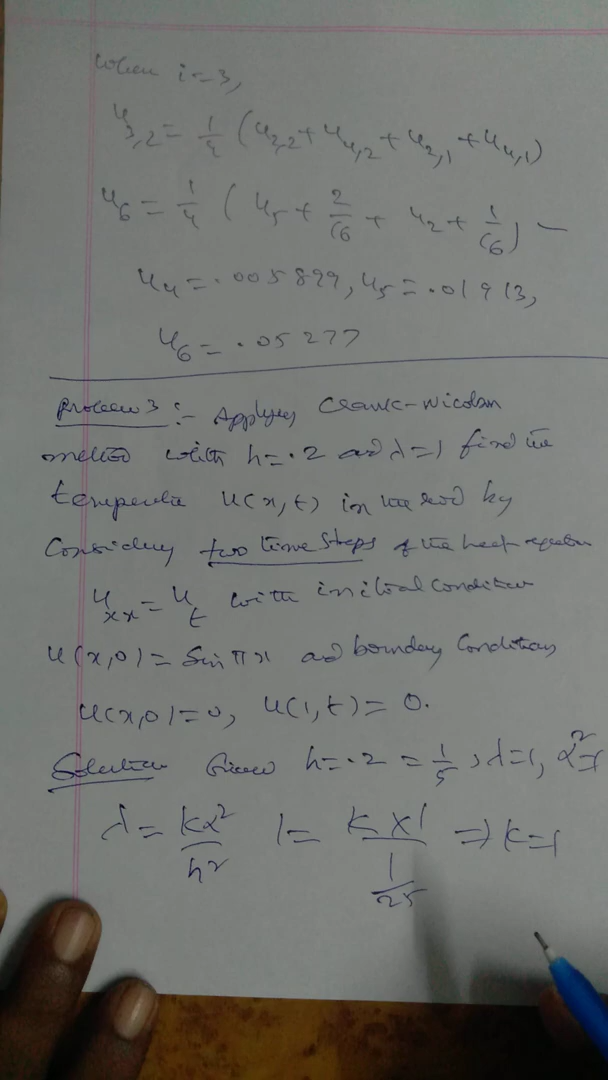 when i=3,
u3,2 = 1/4 (u2,2 + u4,2 + u2,1 + u4,1)
u6 = 1/4 (u5 + 2/16 + u2 + 1/16) —
u4 = .005899, u5 = .01913,
u6 = .05277
Problem 3 :- Applying Crank-Nicolson
method with h=.2 and λ=1 find the
u(x,t) in the rod by
Considering two time steps of the heat equation
uxx = ut with initial condition
u(x,0) = Sin πx and boundary Conditions
u(x,0)=0, u(1,t)=0.
Solution Given h=.2 = 1/5, λ=1, α²=1
λ = kα²/h² 1 = k×1/(1/25) ⇒ k=1